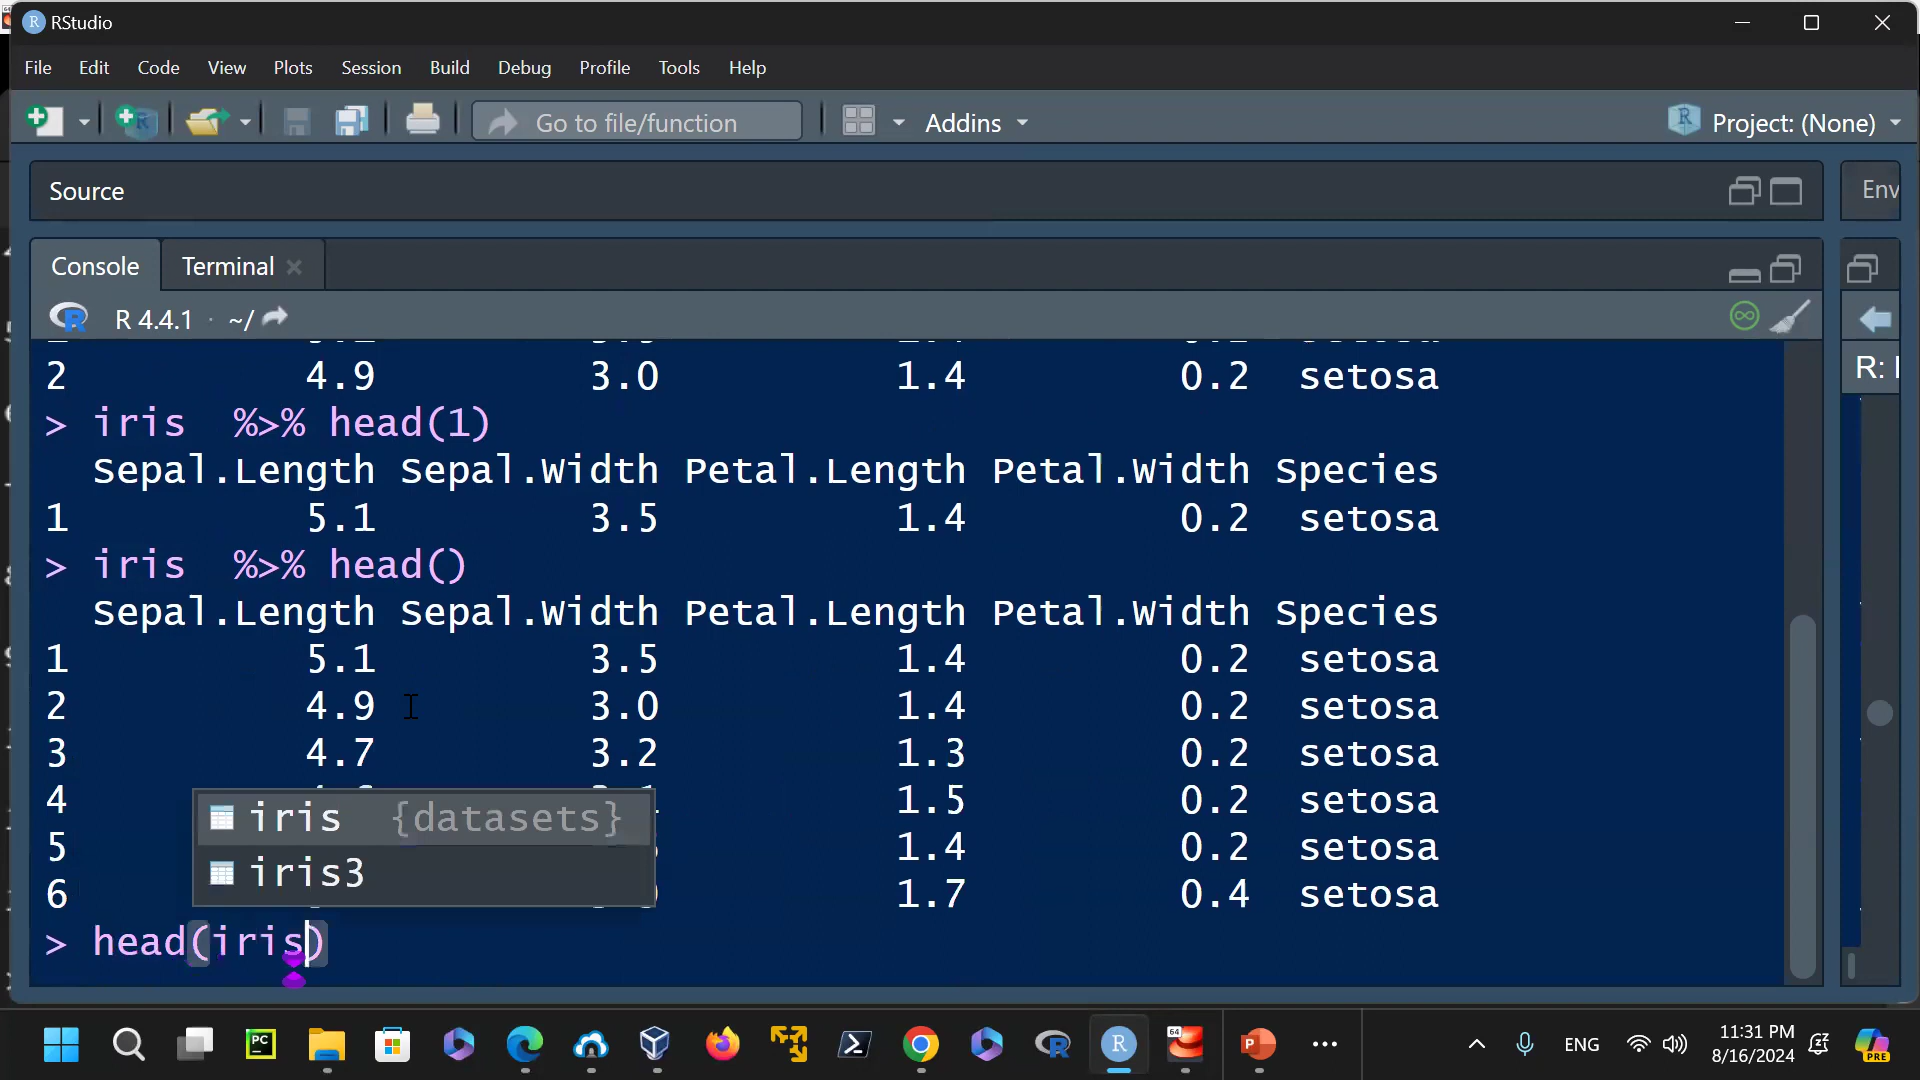 RStudio
File Edit Code View Plots Session Build Debug Profile Tools Help
Go to file/function Addins Project: (None)
Source Env
Console Terminal
R 4.4.1 · ~/
R:
2 4.9 3.0 1.4 0.2 setosa
> iris %>% head(1)
Sepal.Length Sepal.Width Petal.Length Petal.Width Species
1 5.1 3.5 1.4 0.2 setosa
> iris %>% head()
Sepal.Length Sepal.Width Petal.Length Petal.Width Species
1 5.1 3.5 1.4 0.2 setosa
2 4.9 3.0 1.4 0.2 setosa
3 4.7 3.2 1.3 0.2 setosa
4 1.5 0.2 setosa
iris {datasets}
5 1.4 0.2 setosa
iris3
6 1.7 0.4 setosa
> head(iris)
ENG 11:31 PM
8/16/2024